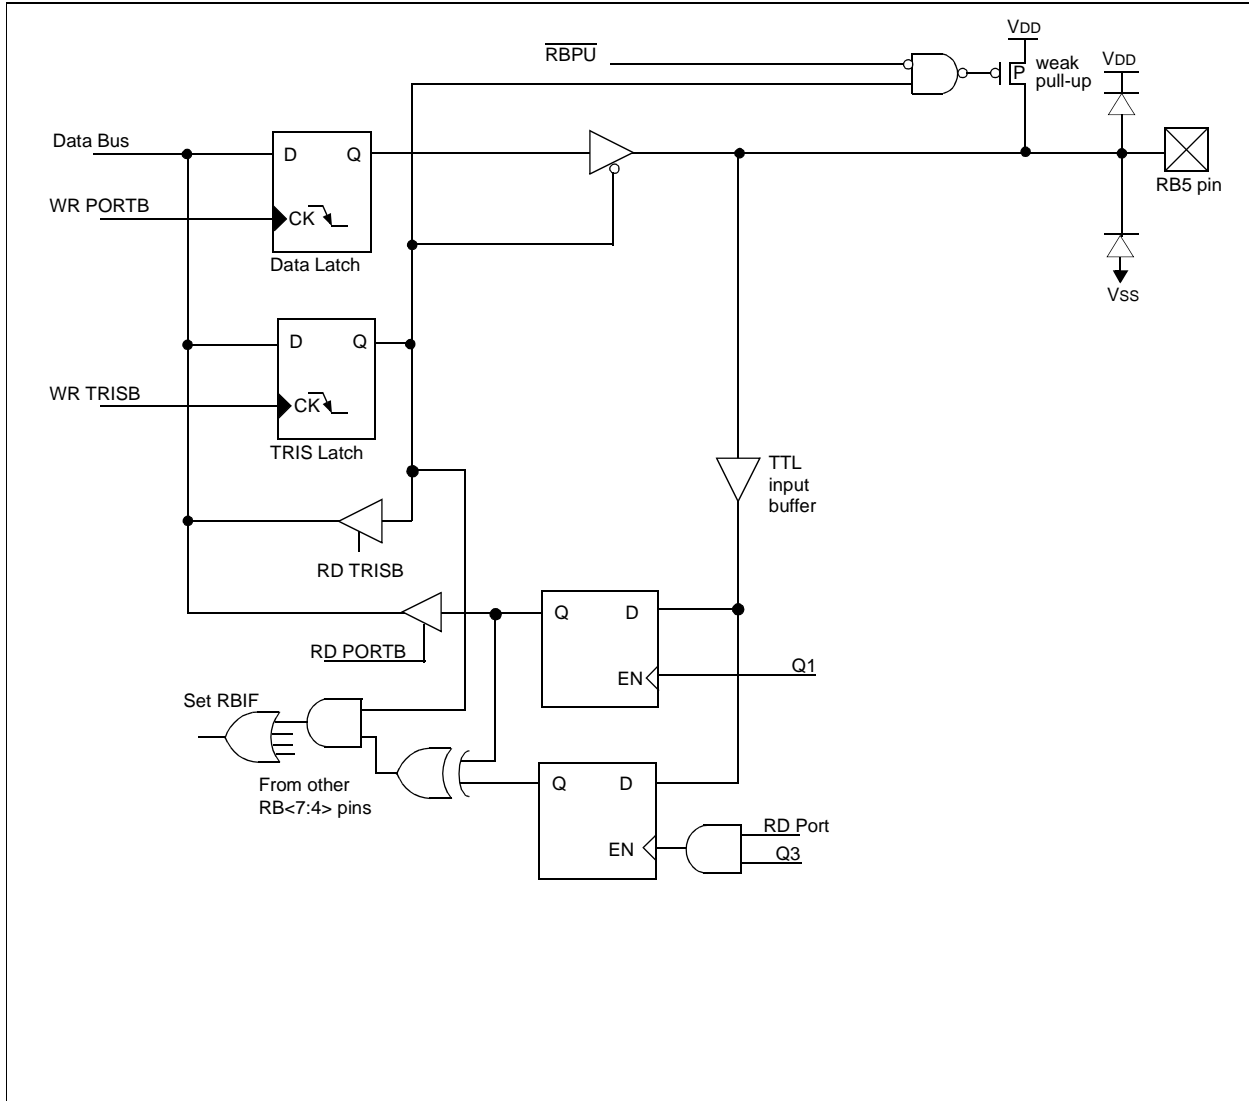 VDD
RBPU
P
weak
pull-up
VDD
Data Bus
D
Q
RB5 pin
WR PORTB
CK
Data Latch
VSS
D
Q
WR TRISB
CK
TRIS Latch
TTL
input
buffer
RD TRISB
Q
D
RD PORTB
EN
Q1
Set RBIF
From other
RB<7:4> pins
Q
D
RD Port
EN
Q3